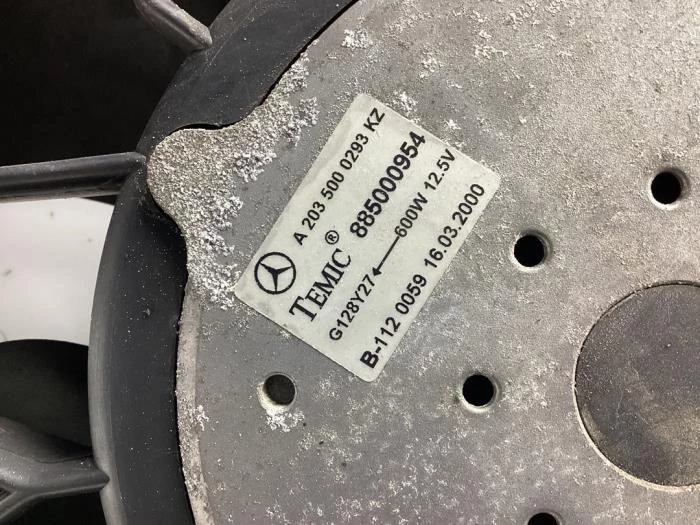 A 203 500 0293 KZ
TEMIC ® 885000954
G128Y27 600W 12.5V
B-112 0059 16.03.2000